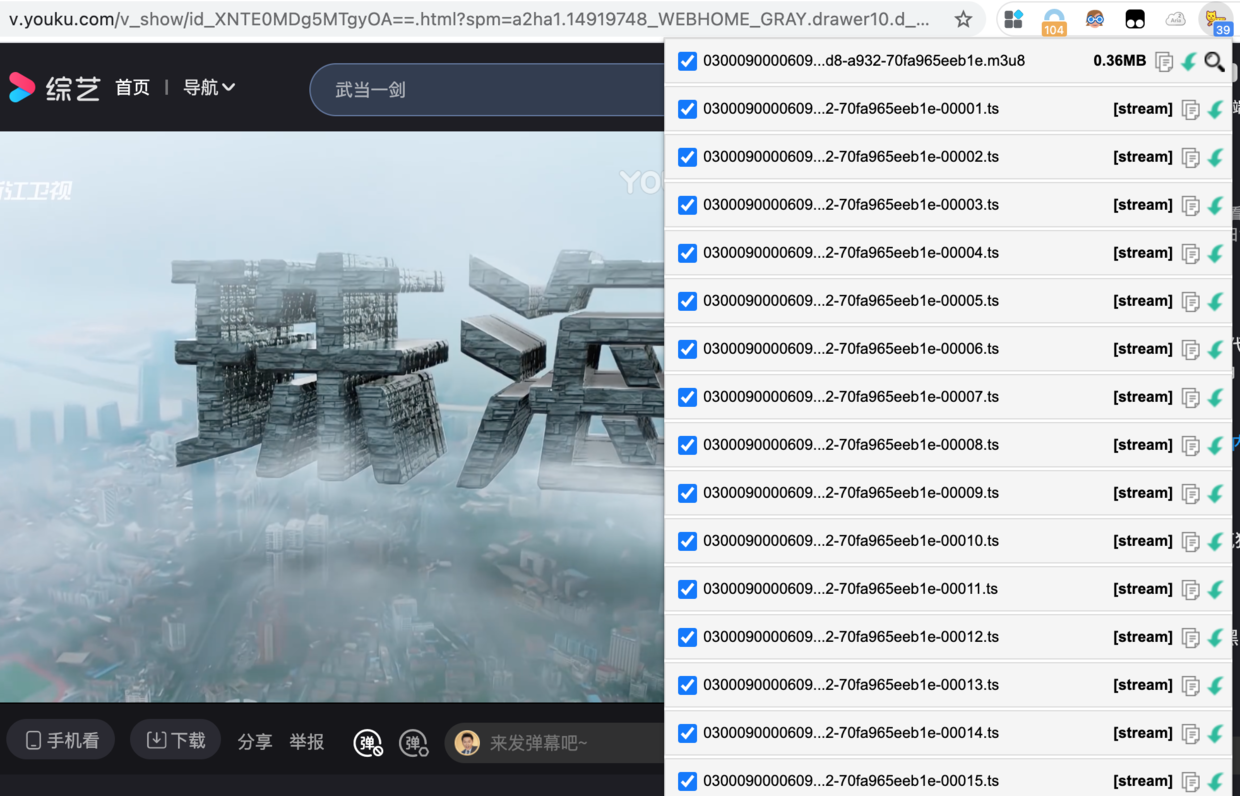 v.youku.com/v_show/id_XNTE0MDg5MTgyOA==.html?spm=a2ha1.14919748_WEBHOME_GRAY.drawer10.d_...
104
39
综艺 首页 | 导航
武当一剑
浙江卫视
YO
0300090000609...d8-a932-70fa965eeb1e.m3u8 0.36MB
0300090000609...2-70fa965eeb1e-00001.ts [stream]
0300090000609...2-70fa965eeb1e-00002.ts [stream]
0300090000609...2-70fa965eeb1e-00003.ts [stream]
0300090000609...2-70fa965eeb1e-00004.ts [stream]
0300090000609...2-70fa965eeb1e-00005.ts [stream]
0300090000609...2-70fa965eeb1e-00006.ts [stream]
0300090000609...2-70fa965eeb1e-00007.ts [stream]
0300090000609...2-70fa965eeb1e-00008.ts [stream]
0300090000609...2-70fa965eeb1e-00009.ts [stream]
0300090000609...2-70fa965eeb1e-00010.ts [stream]
0300090000609...2-70fa965eeb1e-00011.ts [stream]
0300090000609...2-70fa965eeb1e-00012.ts [stream]
0300090000609...2-70fa965eeb1e-00013.ts [stream]
0300090000609...2-70fa965eeb1e-00014.ts [stream]
0300090000609...2-70fa965eeb1e-00015.ts [stream]
手机看 下载 分享 举报 弹 弹 来发弹幕吧~